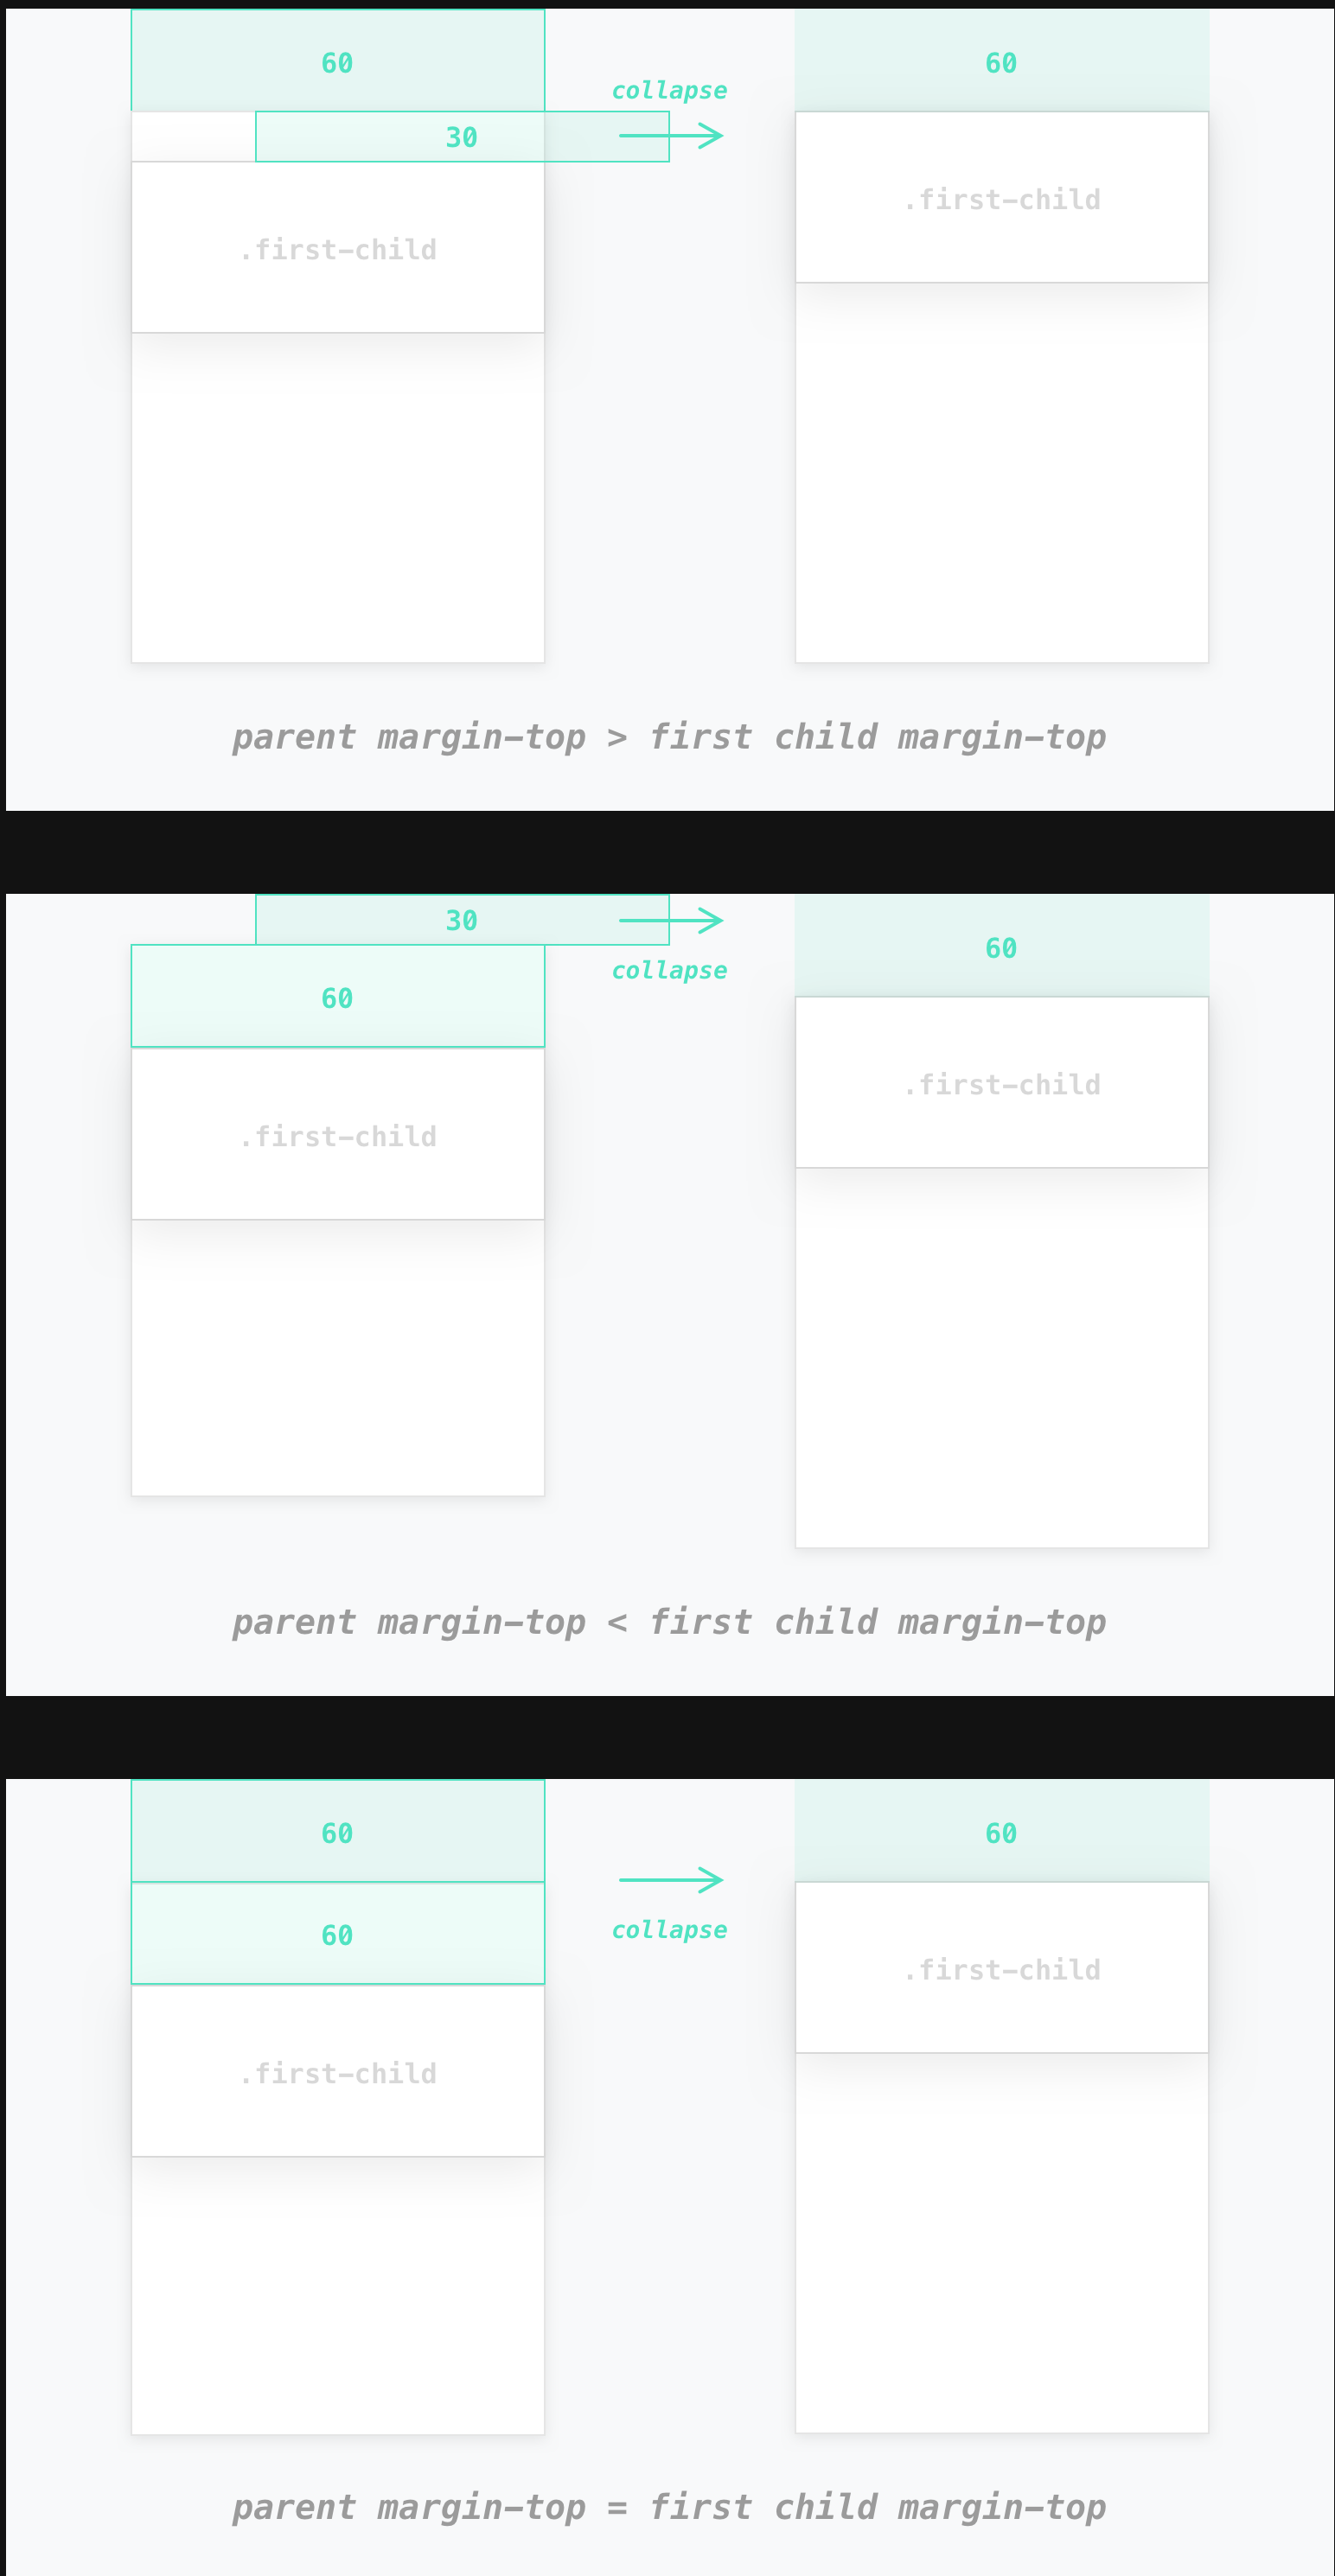 60
60
collapse
30
.first-child
.first-child
parent margin-top > first child margin-top
30
60
collapse
60
.first-child
.first-child
parent margin-top < first child margin-top
60
60
collapse
60
.first-child
.first-child
parent margin-top = first child margin-top